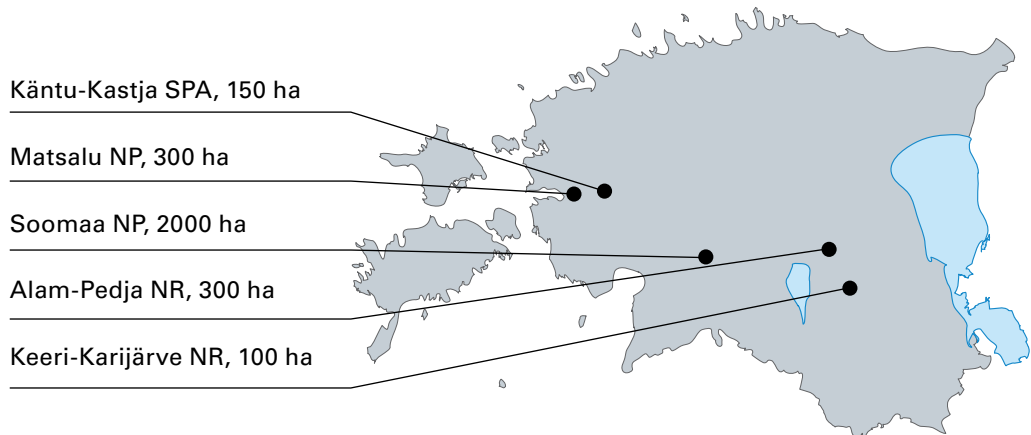 Käntu-Kastja SPA, 150 ha
Matsalu NP, 300 ha
Soomaa NP, 2000 ha
Alam-Pedja NR, 300 ha
Keeri-Karijärve NR, 100 ha